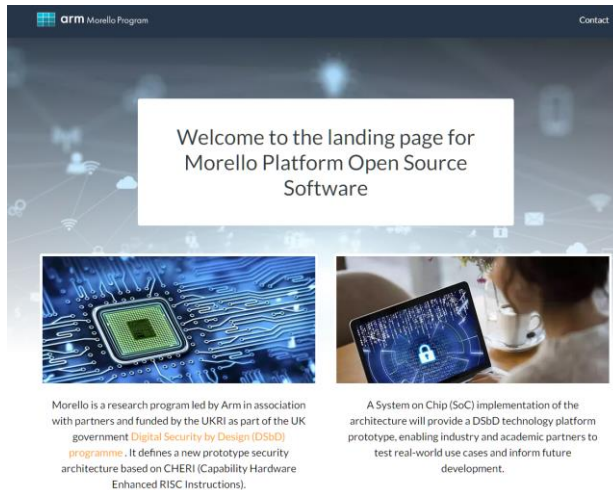 arm Morello Program
Contact
Welcome to the landing page for
Morello Platform Open Source
Software
Morello is a research program led by Arm in association
with partners and funded by the UKRI as part of the UK
government Digital Security by Design (DSbD)
programme . It defines a new prototype security
architecture based on CHERI (Capability Hardware
Enhanced RISC Instructions).
A System on Chip (SoC) implementation of the
architecture will provide a DSbD technology platform
prototype, enabling industry and academic partners to
test real-world use cases and inform future
development.